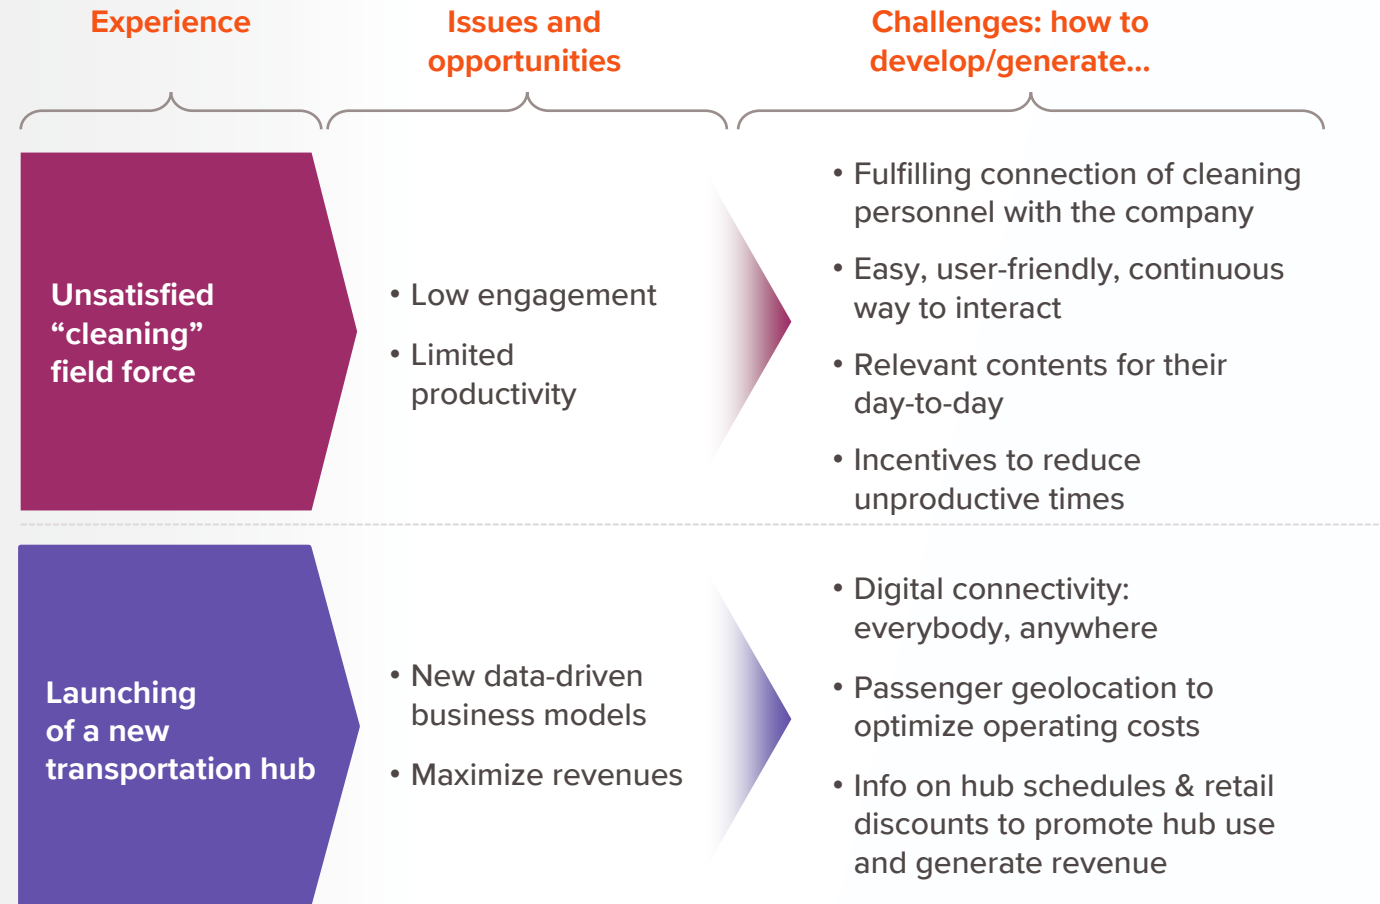 Experience
Issues and
opportunities
Challenges: how to
develop/generate...
Unsatisfied
“cleaning”
field force
• Low engagement
• Limited
productivity
• Fulfilling connection of cleaning
personnel with the company
• Easy, user-friendly, continuous
way to interact
• Relevant contents for their
day-to-day
• Incentives to reduce
unproductive times
Launching
of a new
transportation hub
• New data-driven
business models
• Maximize revenues
• Digital connectivity:
everybody, anywhere
• Passenger geolocation to
optimize operating costs
• Info on hub schedules & retail
discounts to promote hub use
and generate revenue